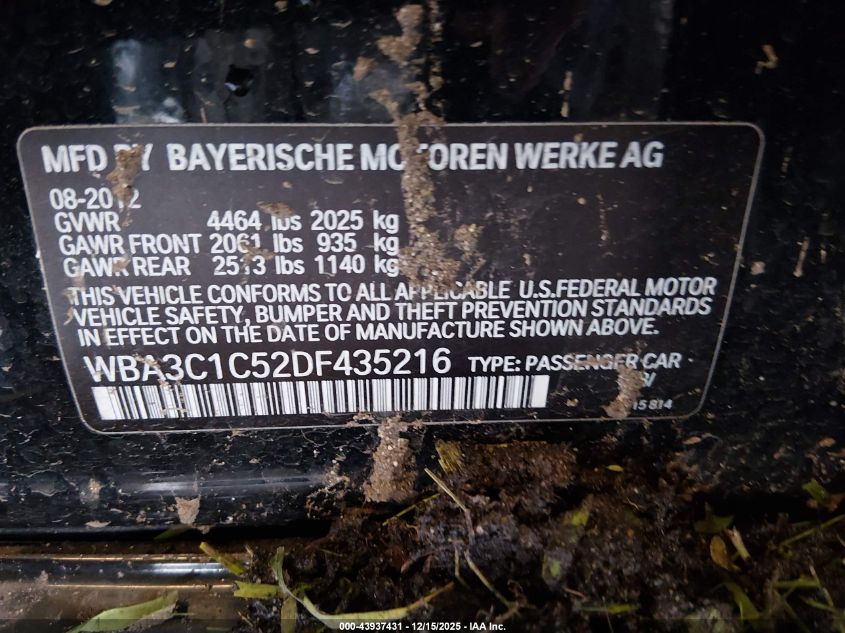 MFD BY BAYERISCHE MOTOREN WERKE AG
08-2012
GVWR 4464 lbs 2025 kg
GAWR FRONT 2061 lbs 935 kg
GAWR REAR 2513 lbs 1140 kg
THIS VEHICLE CONFORMS TO ALL APPLICABLE U.S.FEDERAL MOTOR
VEHICLE SAFETY, BUMPER AND THEFT PREVENTION STANDARDS
IN EFFECT ON THE DATE OF MANUFACTURE SHOWN ABOVE.
WBA3C1C52DF435216 TYPE: PASSENGER CAR
15 814
000-43937431 - 12/15/2025 - IAA Inc.